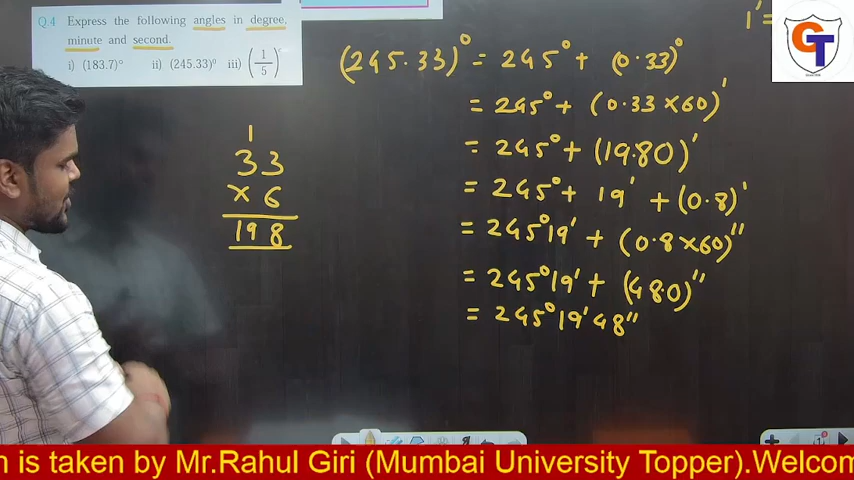 Q.4 Express the following angles in degree, minute and second.
i) (183.7)° ii) (245.33)° iii) (1/5)°
1' =
GT
(245.33)° = 245° + (0.33)°
= 245° + (0.33 × 60)'
= 245° + (19.80)'
= 245° + 19' + (0.8)'
= 245° 19' + (0.8 × 60)"
= 245° 19' + (48.0)"
= 245° 19' 48"
1
33
× 6
198
n is taken by Mr.Rahul Giri (Mumbai University Topper).Welcom